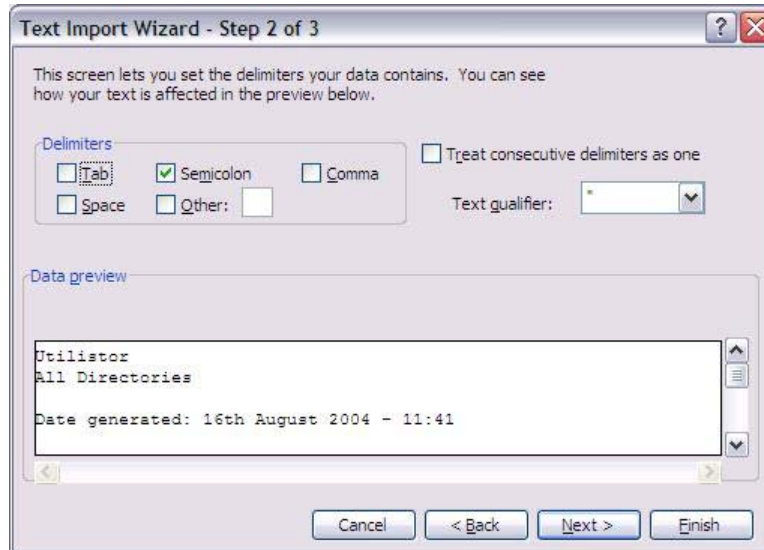 Text Import Wizard - Step 2 of 3
This screen lets you set the delimiters your data contains. You can see
how your text is affected in the preview below.
Delimiters
Tab
Semicolon
Comma
Space
Other:
Treat consecutive delimiters as one
Text qualifier:
"
Data preview
Utilistor
All Directories
Date generated: 16th August 2004 - 11:41
Cancel
< Back
Next >
Finish